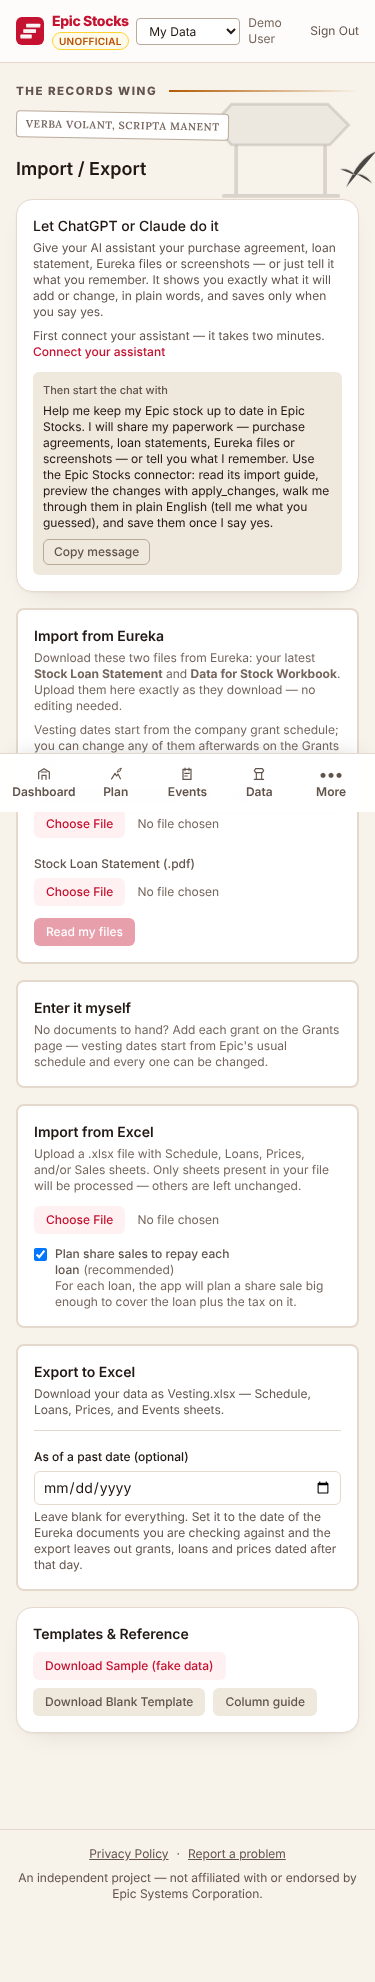 Epic Stocks
UNOFFICIAL
My Data
Demo
User
Sign Out
THE RECORDS WING
VERBA VOLANT, SCRIPTA MANENT
Import / Export
Let ChatGPT or Claude do it
Give your AI assistant your purchase agreement, loan
statement, Eureka files or screenshots — or just tell it
what you remember. It shows you exactly what it will
add or change, in plain words, and saves only when
you say yes.
First connect your assistant — it takes two minutes.
Connect your assistant
Then start the chat with
Help me keep my Epic stock up to date in Epic
Stocks. I will share my paperwork — purchase
agreements, loan statements, Eureka files or
screenshots — or tell you what I remember. Use
the Epic Stocks connector: read its import guide,
preview the changes with apply_changes, walk me
through them in plain English (tell me what you
guessed), and save them once I say yes.
Copy message
Import from Eureka
Download these two files from Eureka: your latest
Stock Loan Statement and Data for Stock Workbook.
Upload them here exactly as they download — no
editing needed.
Vesting dates start from the company grant schedule;
you can change any of them afterwards on the Grants
Dashboard
Plan
Events
Data
More
Choose File
No file chosen
Stock Loan Statement (.pdf)
Choose File
No file chosen
Read my files
Enter it myself
No documents to hand? Add each grant on the Grants
page — vesting dates start from Epic's usual
schedule and every one can be changed.
Import from Excel
Upload a .xlsx file with Schedule, Loans, Prices,
and/or Sales sheets. Only sheets present in your file
will be processed — others are left unchanged.
Choose File
No file chosen
Plan share sales to repay each
loan (recommended)
For each loan, the app will plan a share sale big
enough to cover the loan plus the tax on it.
Export to Excel
Download your data as Vesting.xlsx — Schedule,
Loans, Prices, and Events sheets.
As of a past date (optional)
mm/dd/yyyy
Leave blank for everything. Set it to the date of the
Eureka documents you are checking against and the
export leaves out grants, loans and prices dated after
that day.
Templates & Reference
Download Sample (fake data)
Download Blank Template
Column guide
Privacy Policy · Report a problem
An independent project — not affiliated with or endorsed by
Epic Systems Corporation.